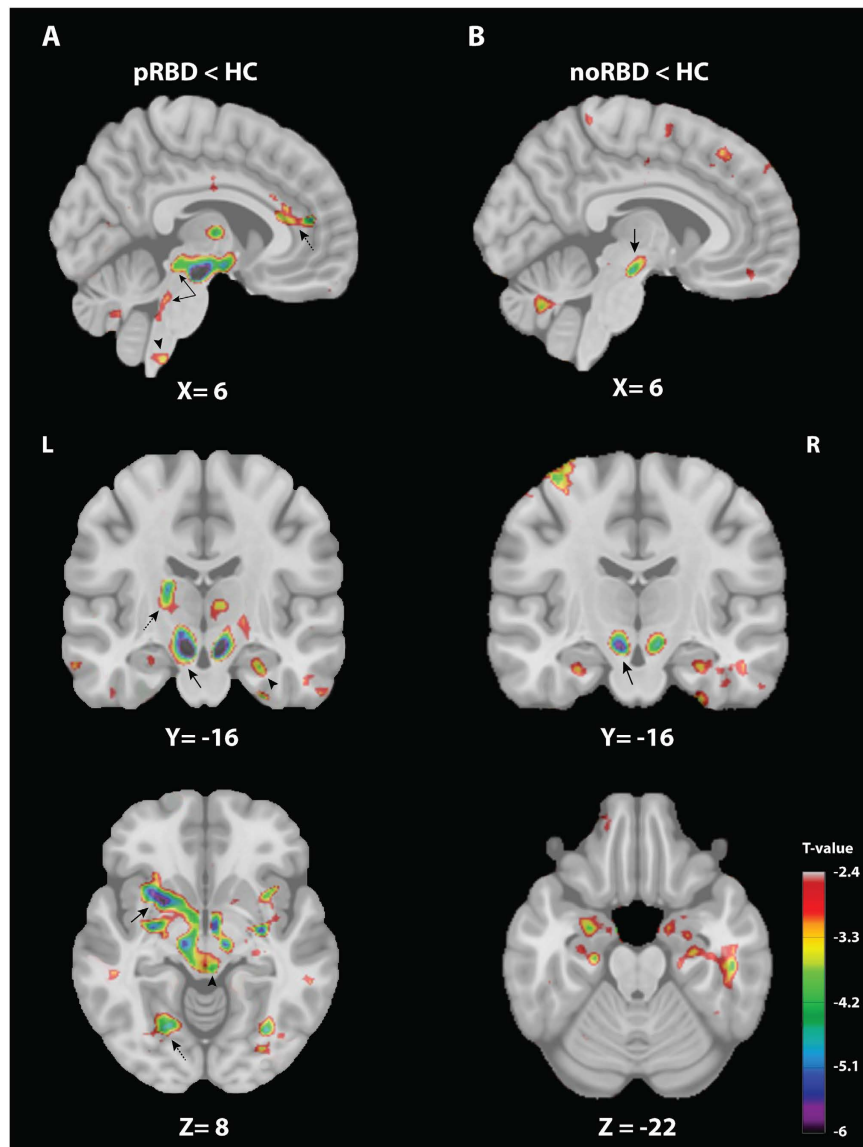 A
B
pRBD < HC
noRBD < HC
X= 6
X= 6
L
R
Y= -16
Y= -16
T-value
-2.4
-3.3
-4.2
-5.1
-6
Z= 8
Z = -22